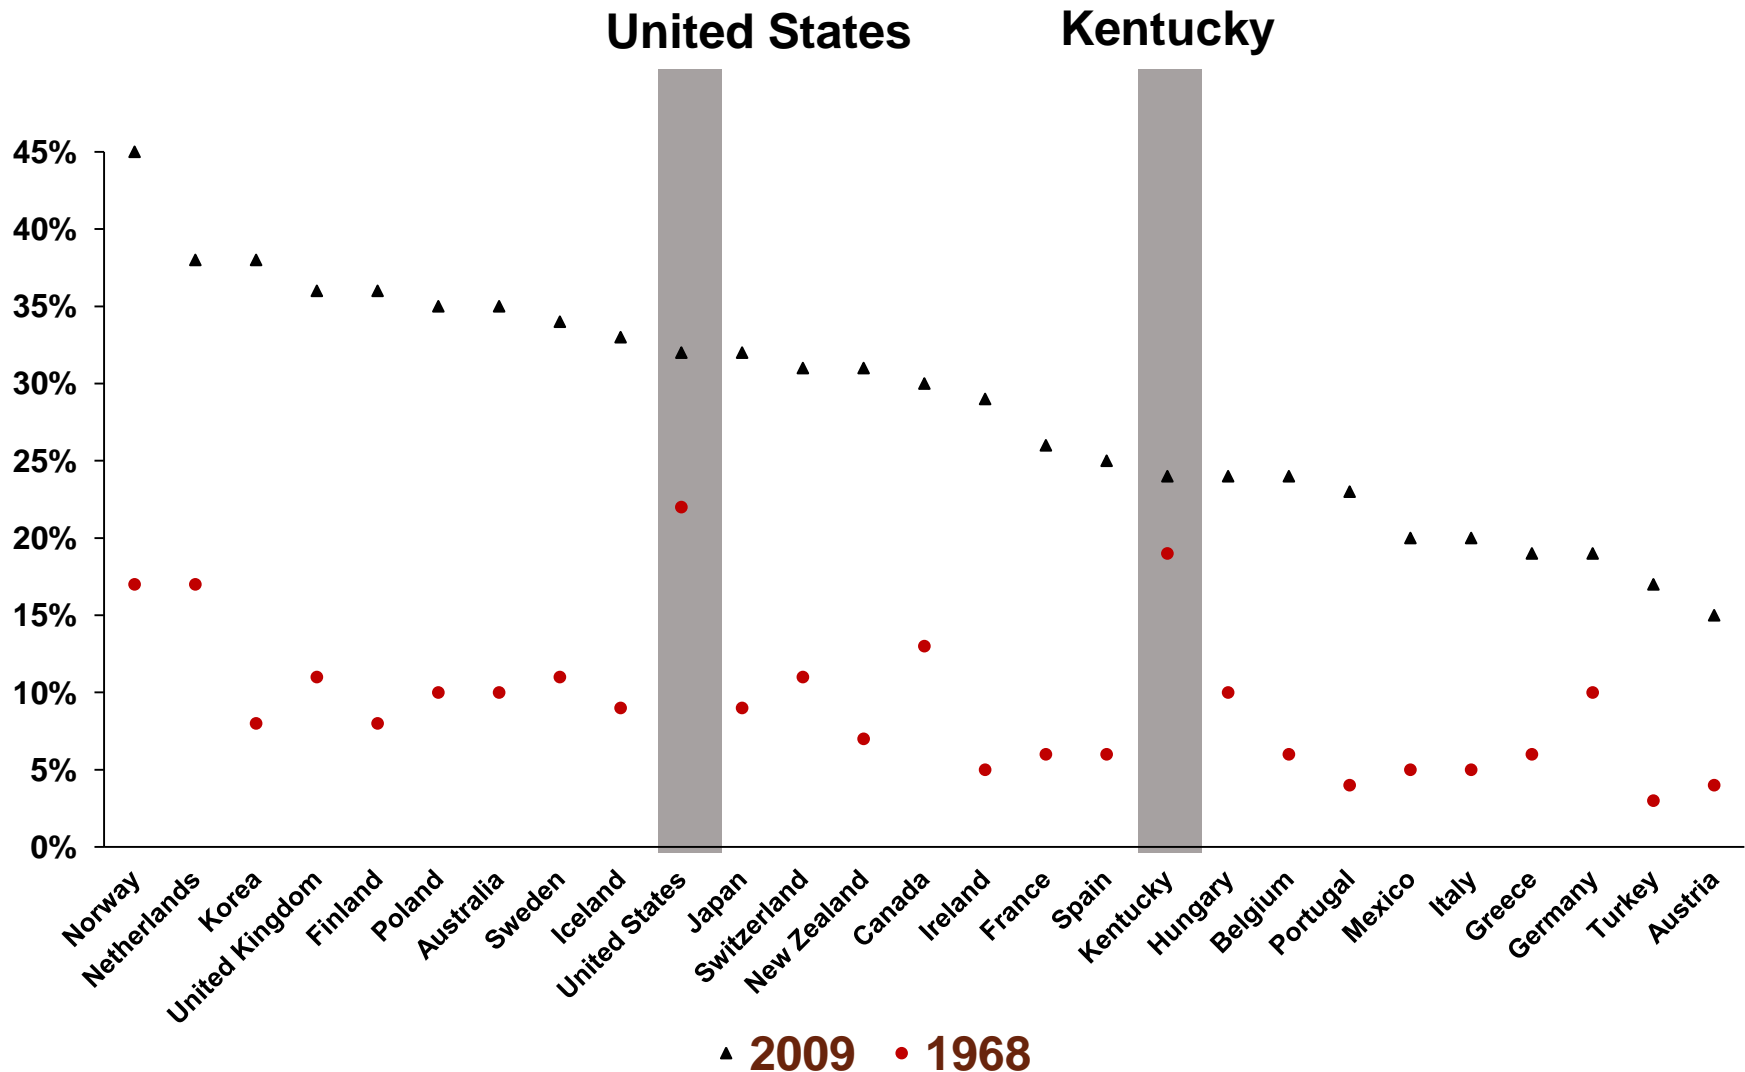 United States
Kentucky
45%
40%
35%
30%
25%
20%
15%
10%
5%
0%
Norway
Netherlands
Korea
United Kingdom
Finland
Poland
Australia
Sweden
Iceland
United States
Japan
Switzerland
New Zealand
Canada
Ireland
France
Spain
Kentucky
Hungary
Belgium
Portugal
Mexico
Italy
Greece
Germany
Turkey
Austria
2009
1968